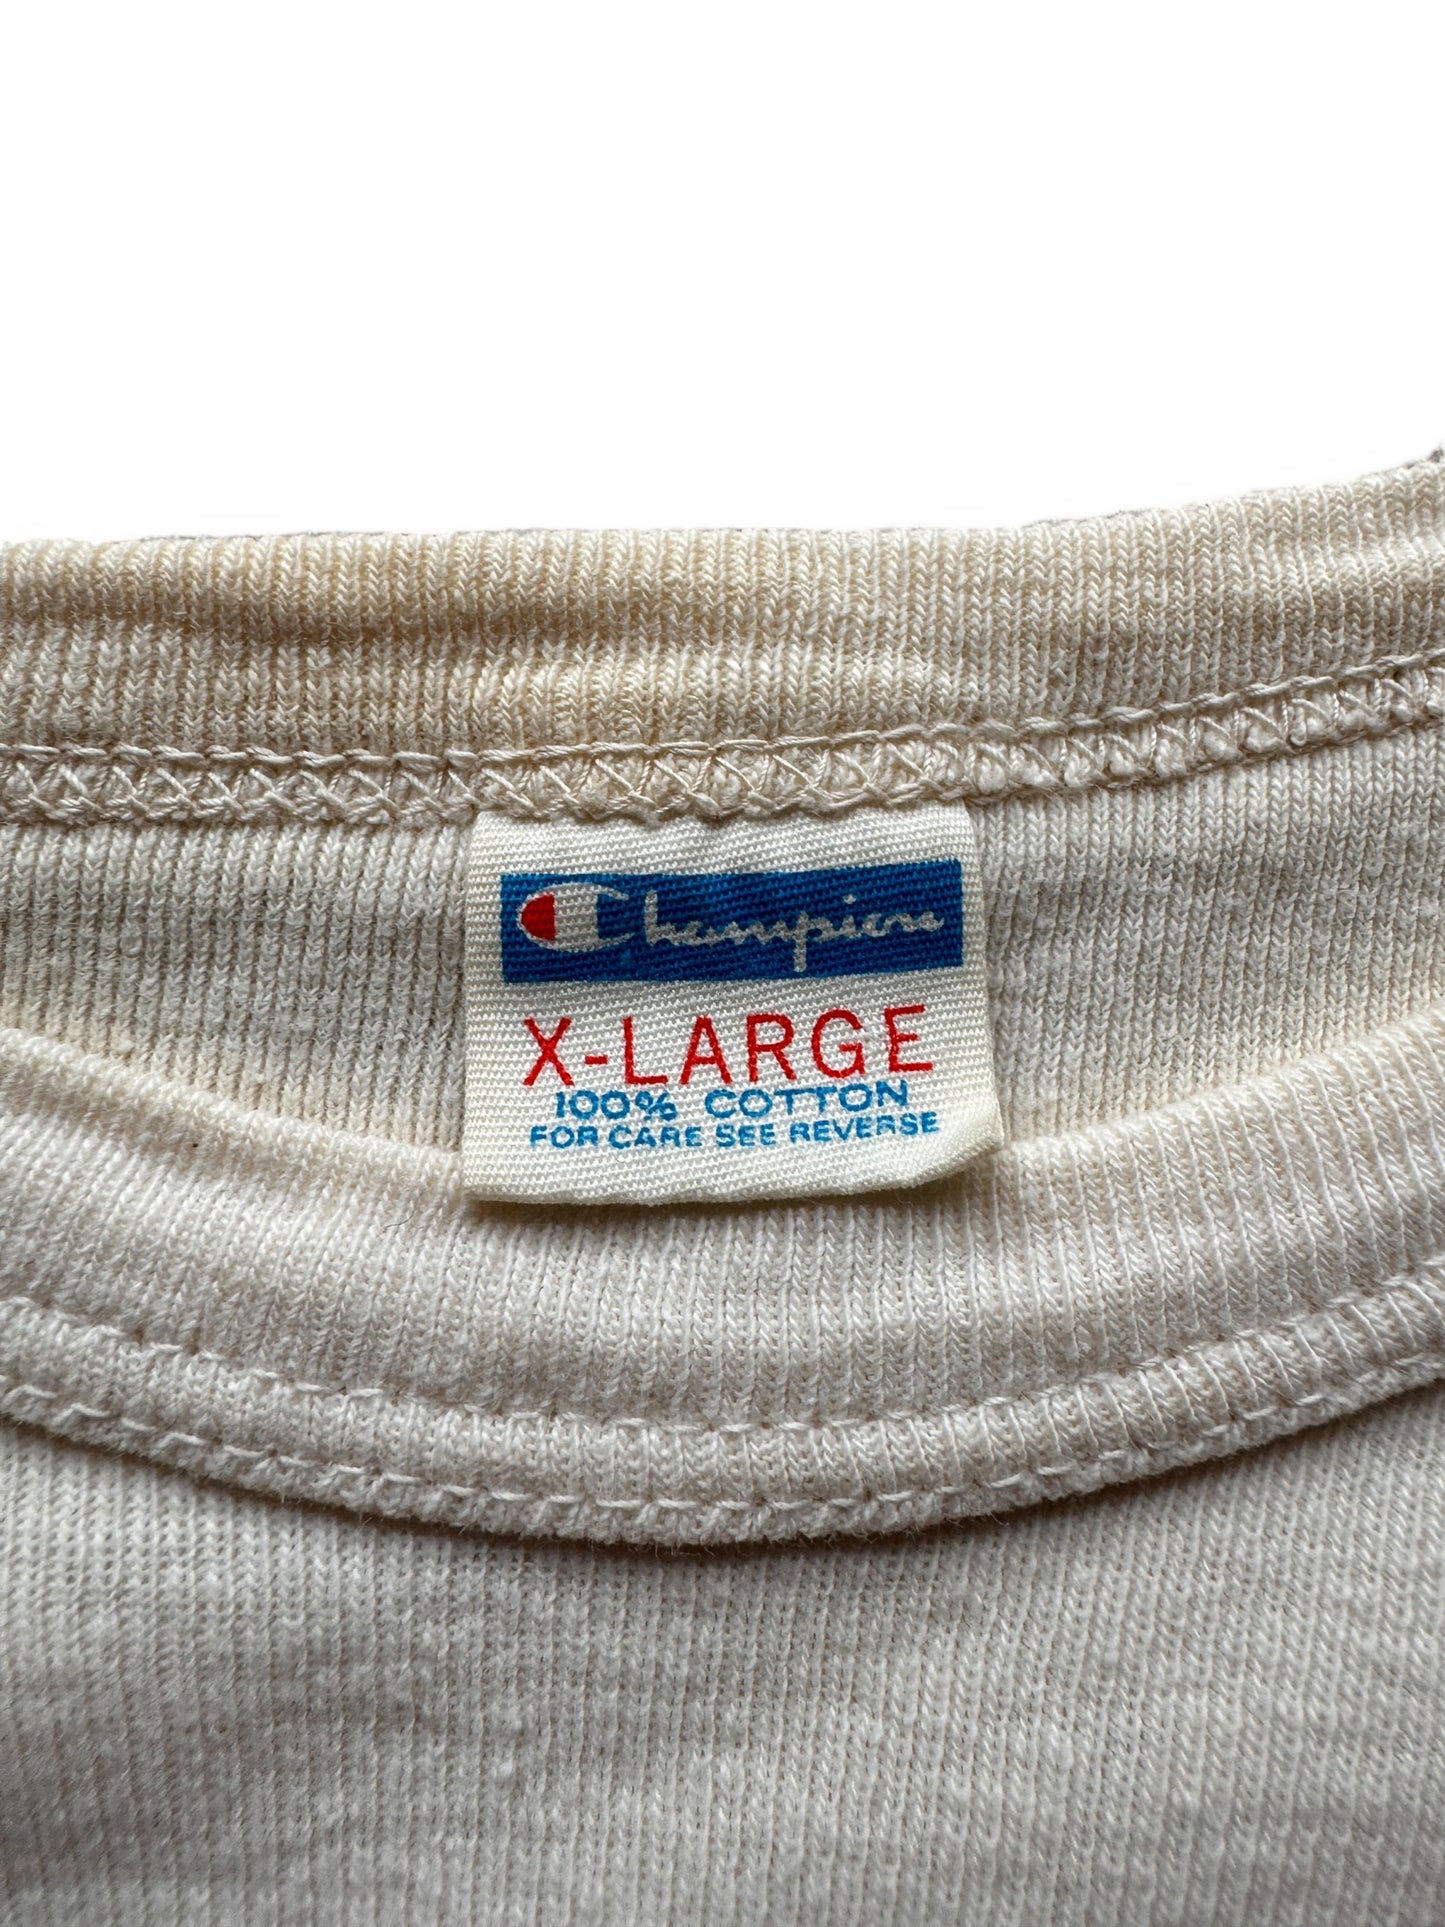 Champion
X-LARGE
100% COTTON
FOR CARE SEE REVERSE